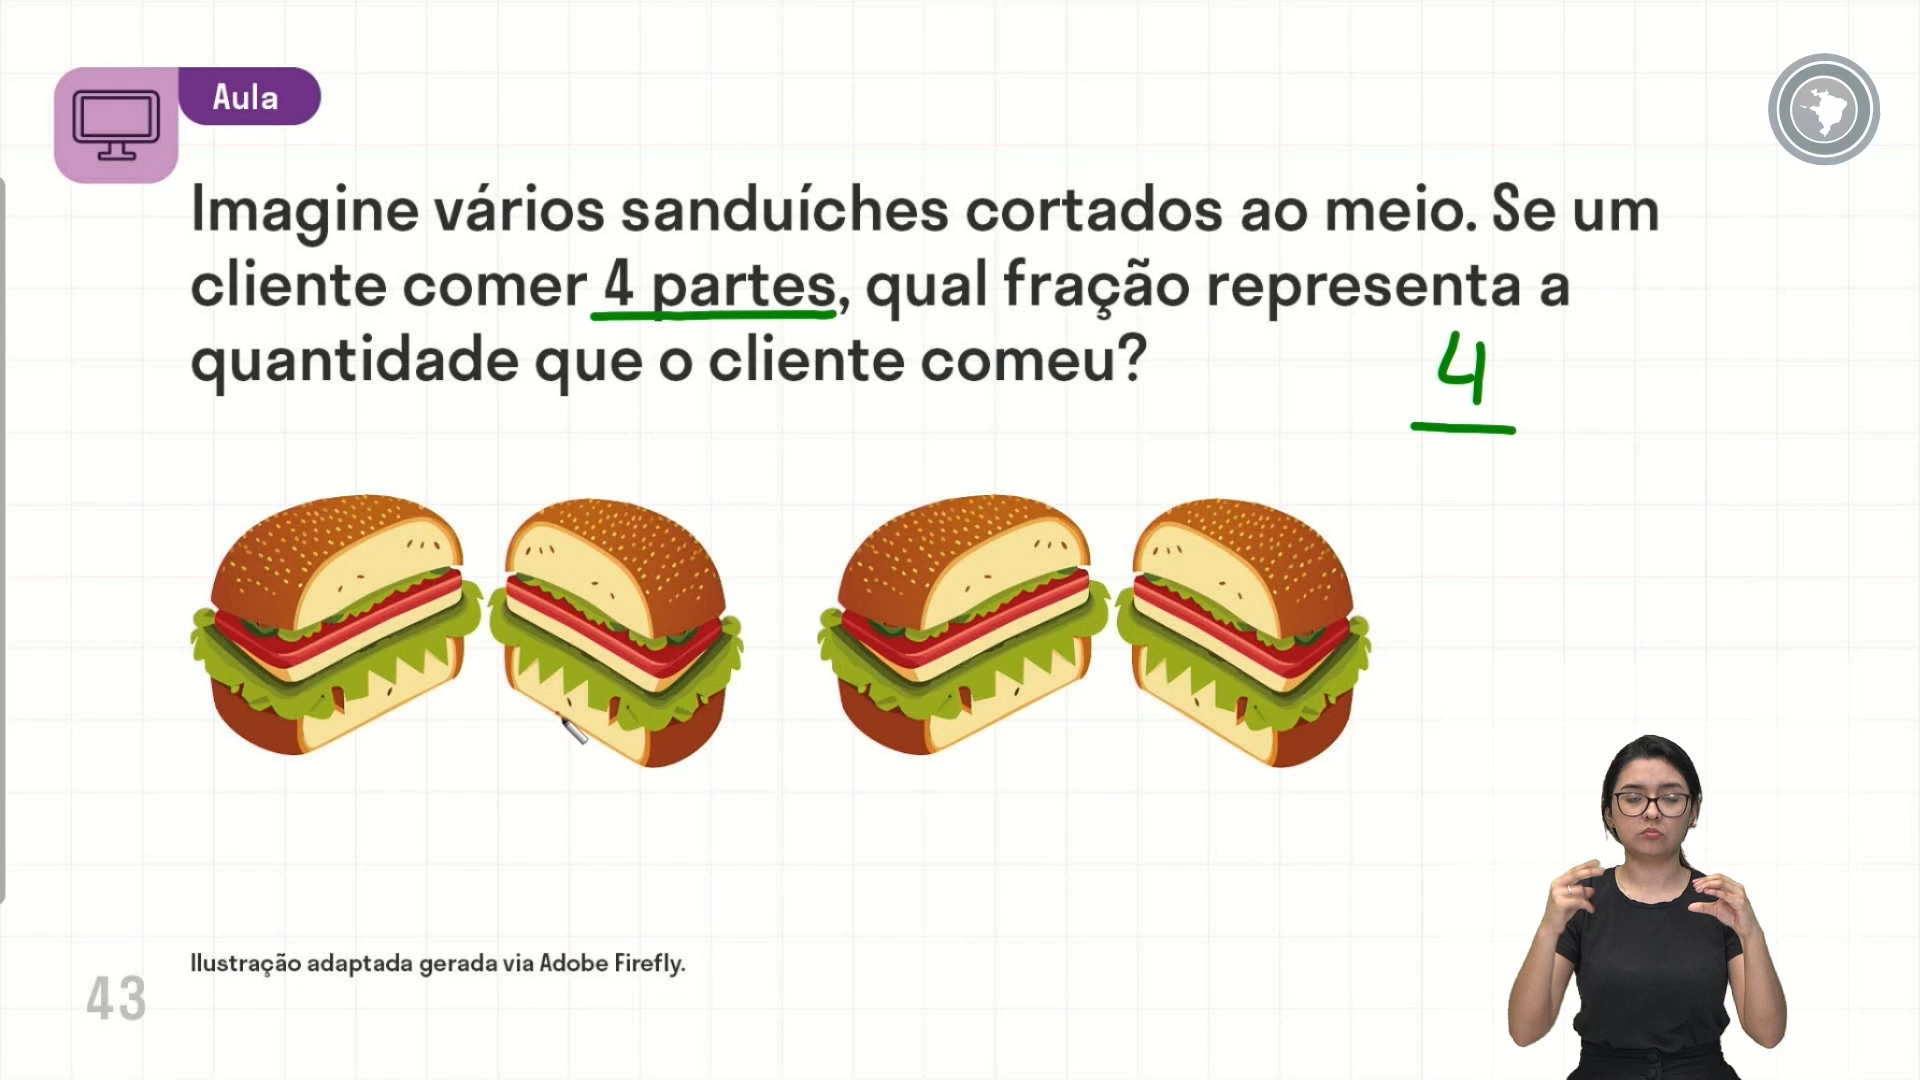 Aula
Imagine vários sanduíches cortados ao meio. Se um
cliente comer 4 partes, qual fração representa a
quantidade que o cliente comeu?
4
Ilustração adaptada gerada via Adobe Firefly.
43